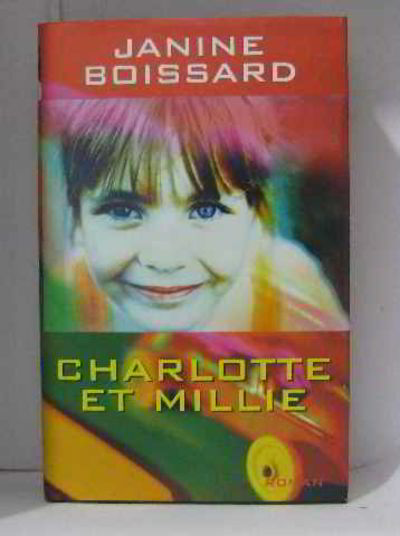 JANINE
BOISSARD
CHARLOTTE
ET MILLIE
ROMAN